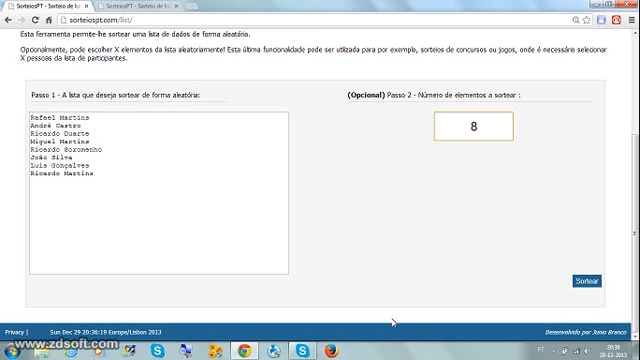 SorteiosPT - Sorteio de l
SorteiosPT - Sorteio de l
sorteiospt.com/list/
Esta ferramenta permite-lhe sortear uma lista de dados de forma aleatória.
Opcionalmente, pode escolher X elementos da lista aleatoriamente! Esta última funcionalidade pode ser utilizada para por exemplo, sorteios de concursos ou jogos, onde é necessário selecionar
X pessoas da lista de participantes.
Passo 1 - A lista que deseja sortear de forma aleatória:
(Opcional) Passo 2 - Número de elementos a sortear :
Rafael Martins
André Castro
Ricardo Duarte
Miguel Martins
Ricardo Soromenho
João Silva
Luis Gonçalves
Ricardo Martins
8
Sortear
Privacy |
Sun Dec 29 20:36:19 Europe/Lisbon 2013
Desenvolvido por Junio Branco
www.zdsoft.com
PT
20:38
29-12-2013